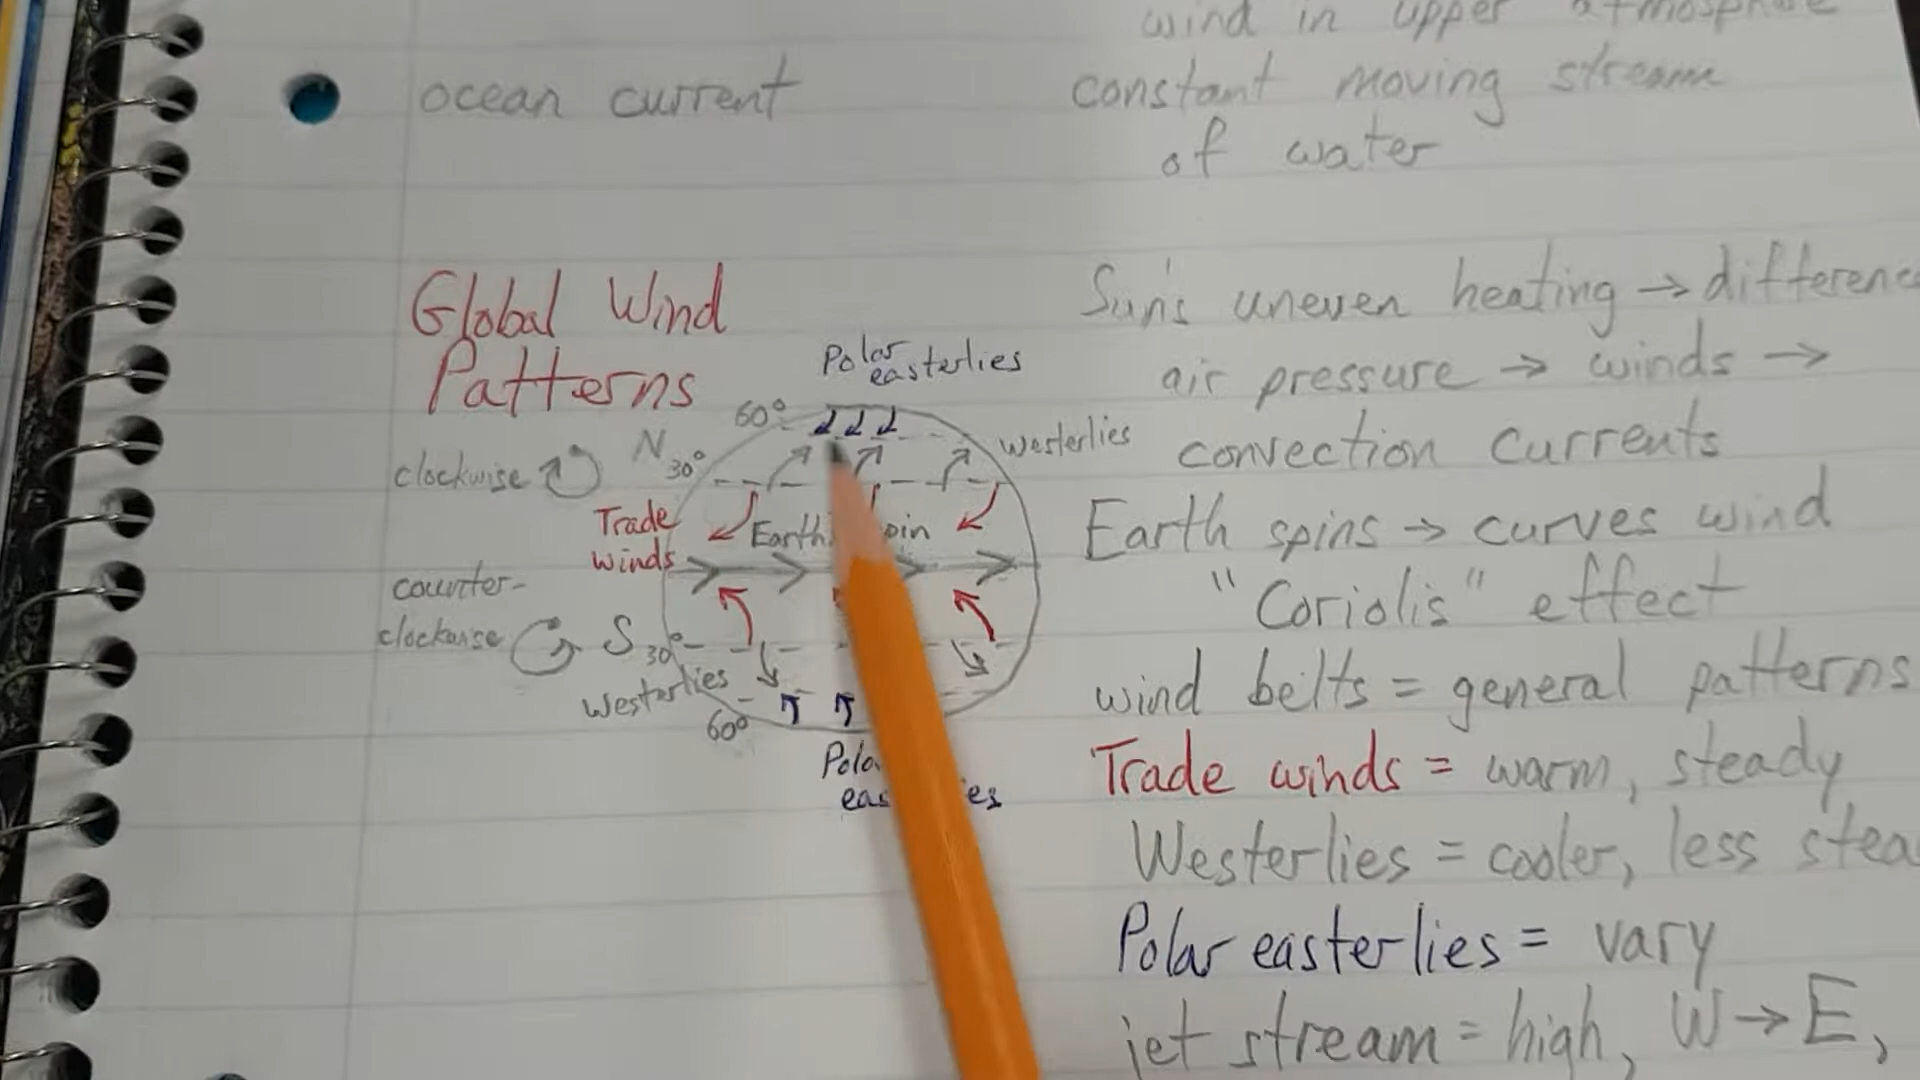 wind in upper atmosphere
ocean current
constant moving stream
of water
Global Wind
Patterns
Polar
easterlies
60°
Westerlies
N 30°
clockwise
Trade
winds
Earth
counter-
clockwise
S 30°
Westerlies
60°
Sun's uneven heating →
air pressure → winds →
convection currents
Earth spins → curves wind
"Coriolis" effect
wind belts = general patterns
Trade winds = warm, steady
Westerlies = cooler, less
Polar easterlies = vary
jet stream = high, W → E,